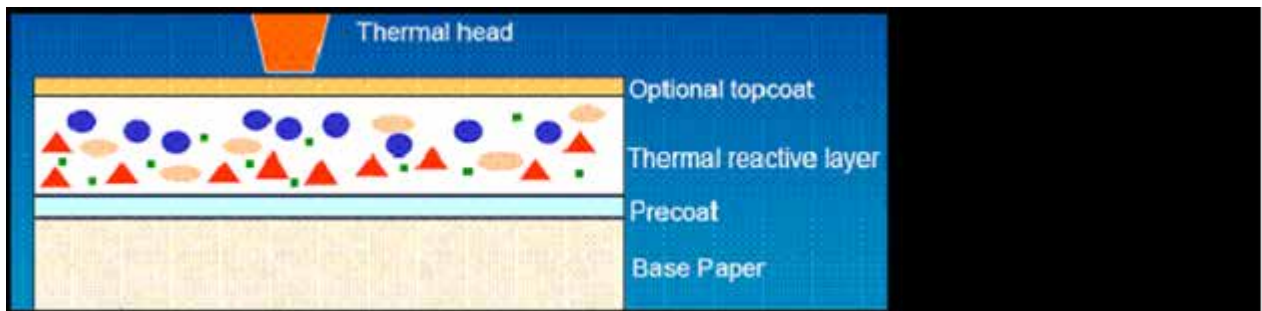 Thermal head
Optional topcoat
Thermal reactive layer
Precoat
Base Paper